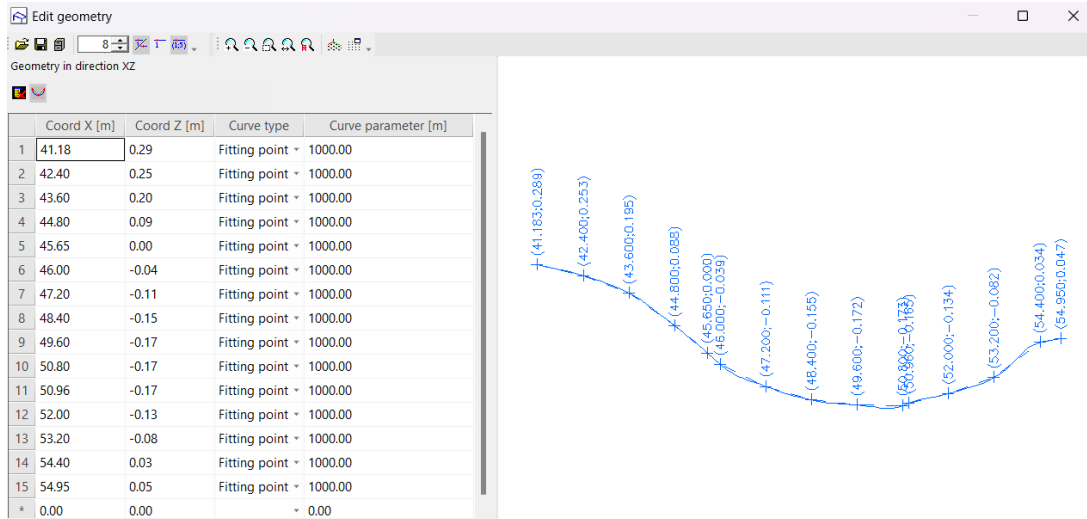 Edit geometry
8
(1;5)
Geometry in direction XZ
Coord X [m] Coord Z [m] Curve type Curve parameter [m]
1 41.18 0.29 Fitting point 1000.00
2 42.40 0.25 Fitting point 1000.00
3 43.60 0.20 Fitting point 1000.00
4 44.80 0.09 Fitting point 1000.00
5 45.65 0.00 Fitting point 1000.00
6 46.00 -0.04 Fitting point 1000.00
7 47.20 -0.11 Fitting point 1000.00
8 48.40 -0.15 Fitting point 1000.00
9 49.60 -0.17 Fitting point 1000.00
10 50.80 -0.17 Fitting point 1000.00
11 50.96 -0.17 Fitting point 1000.00
12 52.00 -0.13 Fitting point 1000.00
13 53.20 -0.08 Fitting point 1000.00
14 54.40 0.03 Fitting point 1000.00
15 54.95 0.05 Fitting point 1000.00
* 0.00 0.00 0.00
(41.183;0.289)
(42.400;0.253)
(43.600;0.195)
(44.800;0.088)
(45.650;0.000)
(46.000;-0.039)
(47.200;-0.111)
(48.400;-0.155)
(49.600;-0.172)
(50.800;-0.173)
(50.960;-0.165)
(52.000;-0.134)
(53.200;-0.082)
(54.400;0.034)
(54.950;0.047)